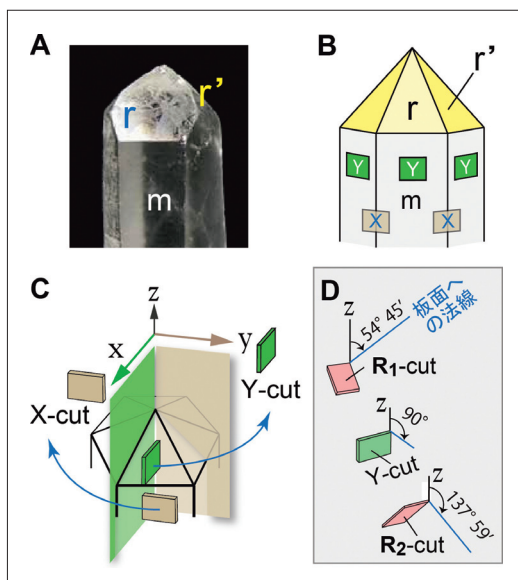 A
r
r’
m
B
r’
r
Y
Y
Y
m
X
X
C
z
x
y
X-cut
Y-cut
D
z
54° 45′
板面へ
の法線
R1-cut
z
90°
Y-cut
z
137° 59′
R2-cut